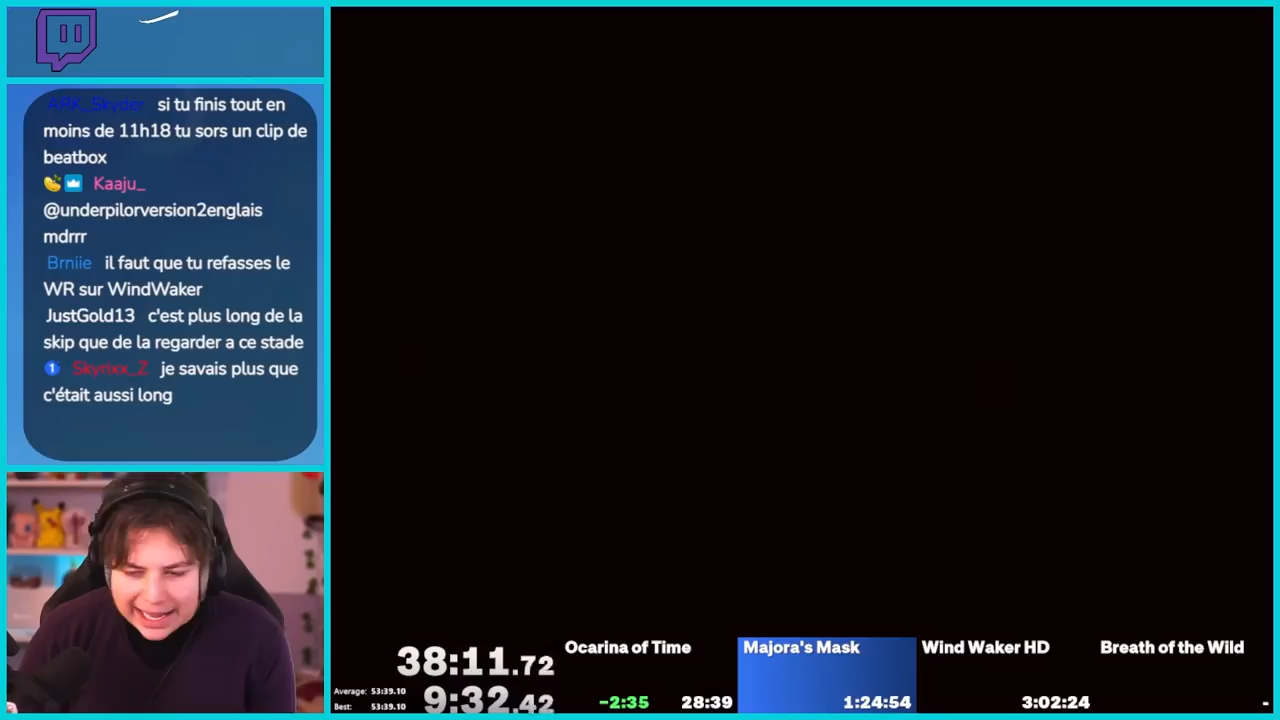 ARK_Skyder si tu finis tout en
moins de 11h18 tu sors un clip de
beatbox
Kaaju_
@underpilorversion2englais
mdrrr
Brniie il faut que tu refasses le
WR sur WindWaker
JustGold13 c'est plus long de la
skip que de la regarder a ce stade
1 Skyrixx_Z je savais plus que
c'était aussi long
38:11.72
Average: 53:39.10
Best: 53:39.10
9:32.42
Ocarina of Time
-2:35 28:39
Majora's Mask
1:24:54
Wind Waker HD
3:02:24
Breath of the Wild
-